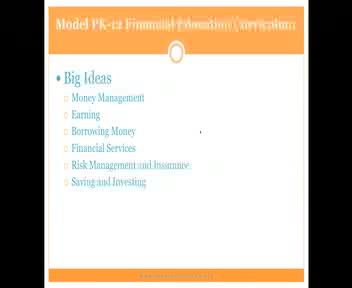 Model PK-12 Financial Education Curriculum
• Big Ideas
Money Management
Earning
Borrowing Money
Financial Services
Risk Management and Insurance
Saving and Investing